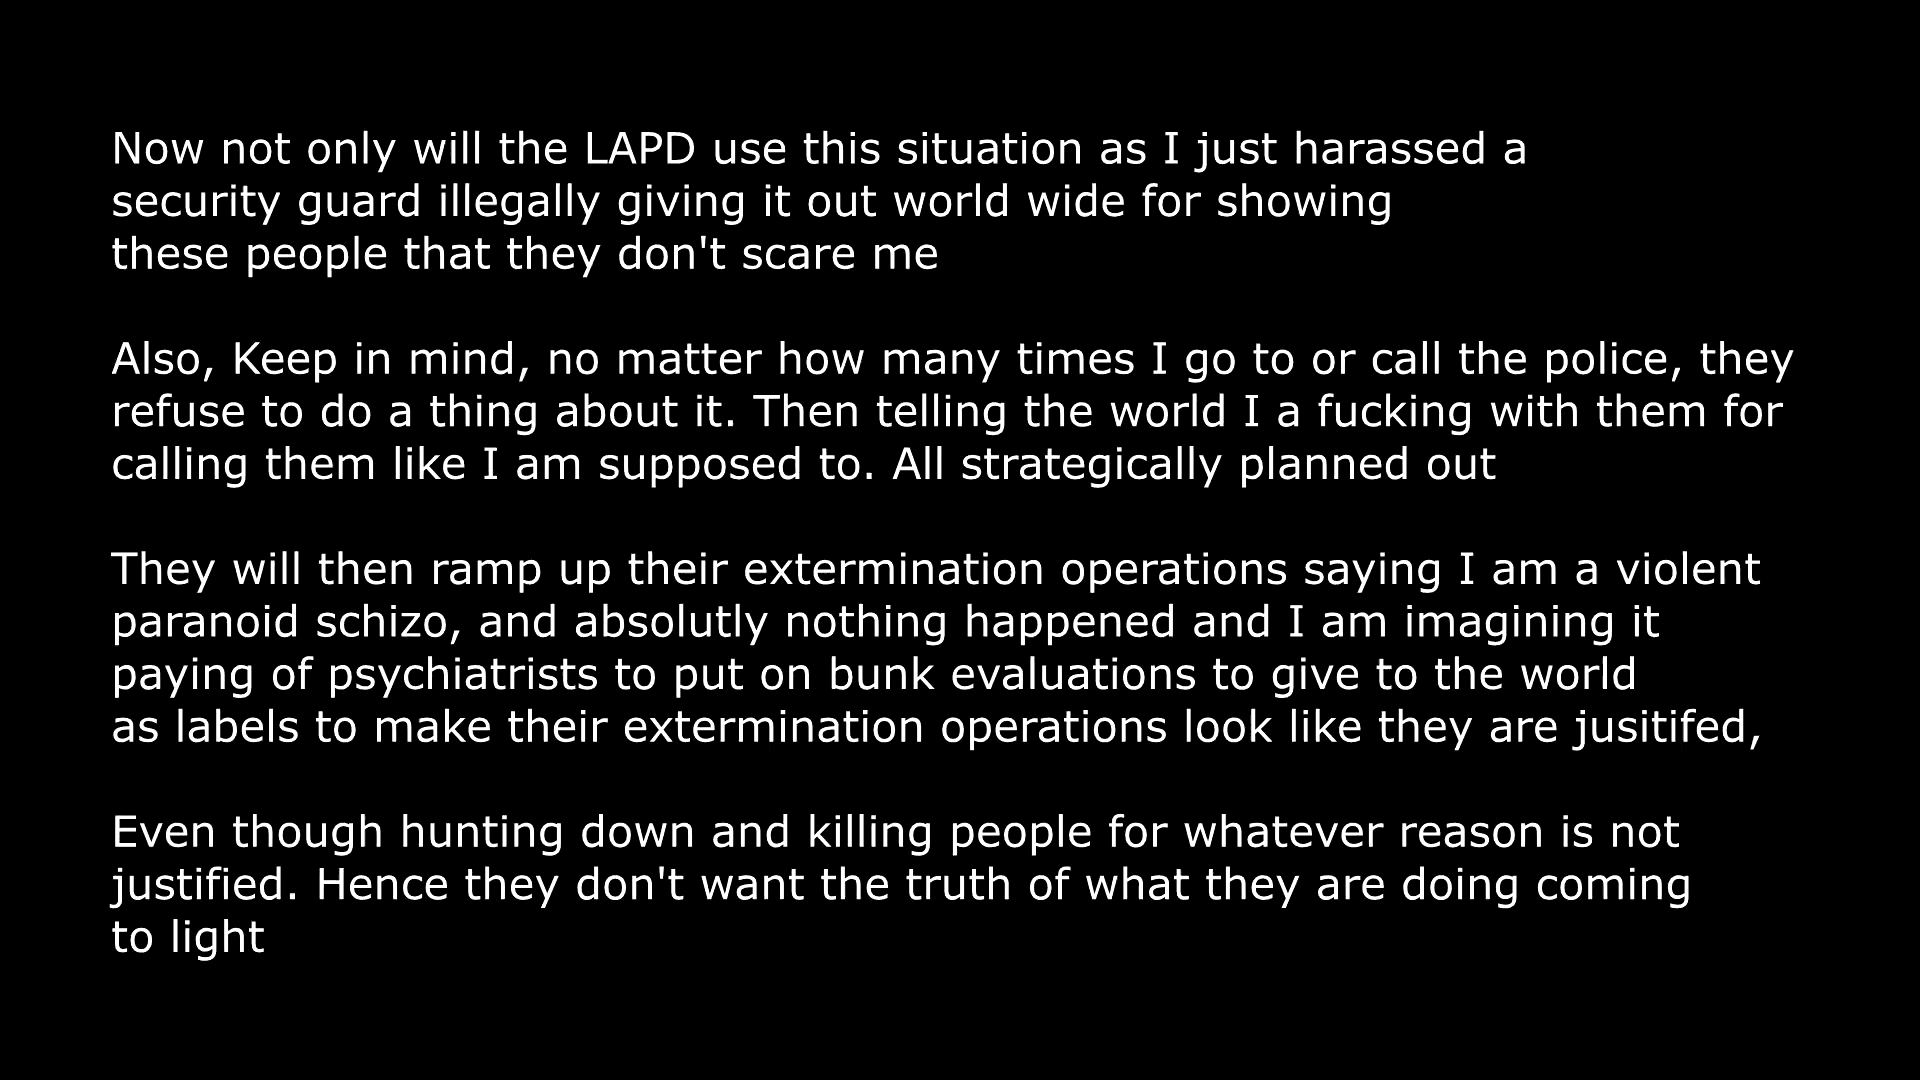 Now not only will the LAPD use this situation as I just harassed a
security guard illegally giving it out world wide for showing
these people that they don't scare me
Also, Keep in mind, no matter how many times I go to or call the police, they
refuse to do a thing about it. Then telling the world I a fucking with them for
calling them like I am supposed to. All strategically planned out
They will then ramp up their extermination operations saying I am a violent
paranoid schizo, and absolutly nothing happened and I am imagining it
paying of psychiatrists to put on bunk evaluations to give to the world
as labels to make their extermination operations look like they are jusitifed,
Even though hunting down and killing people for whatever reason is not
justified. Hence they don't want the truth of what they are doing coming
to light